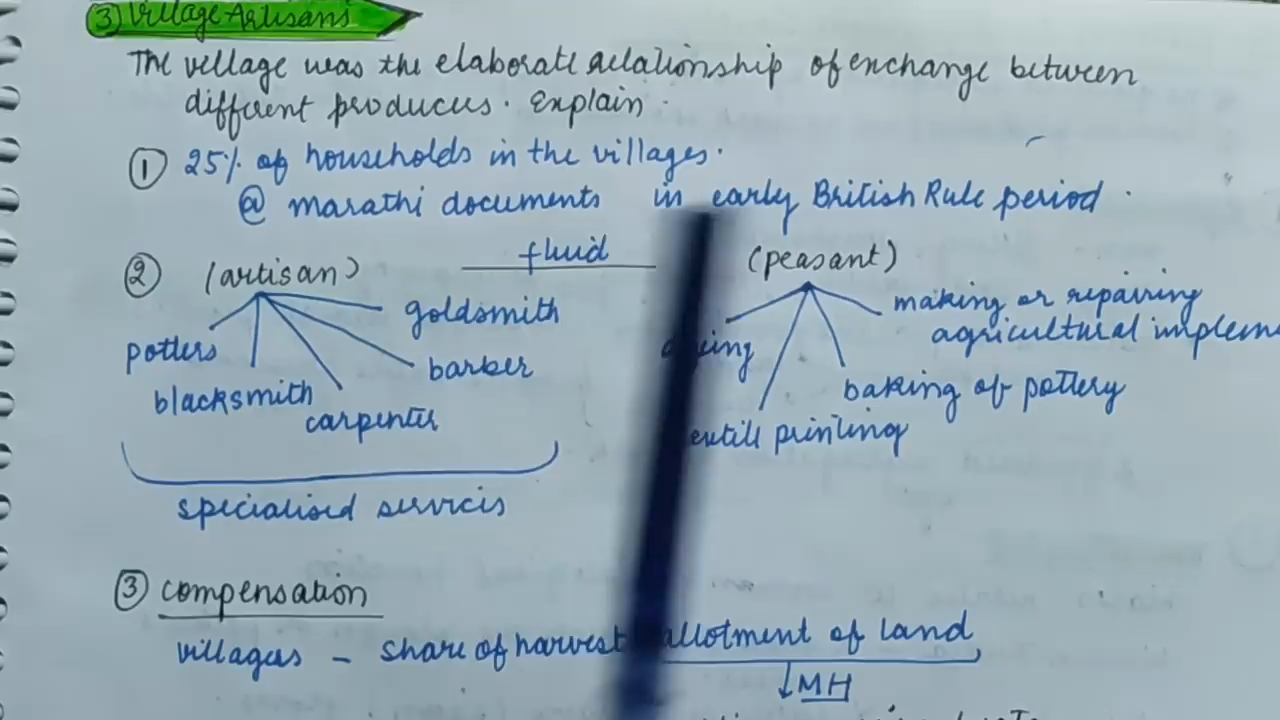 ③ Village Artisans
The village was the elaborate relationship of exchange between
different producers. Explain.
① 25% of households in the villages.
@ marathi documents in early British Rule period.
② (artisan) fluid (peasant)
goldsmith making or repairing
agricultural implem
potters barber
blacksmith baking of pottery
carpenter printing
specialised services
③ compensation
villagers - share of harvest allotment of land
↓ MH